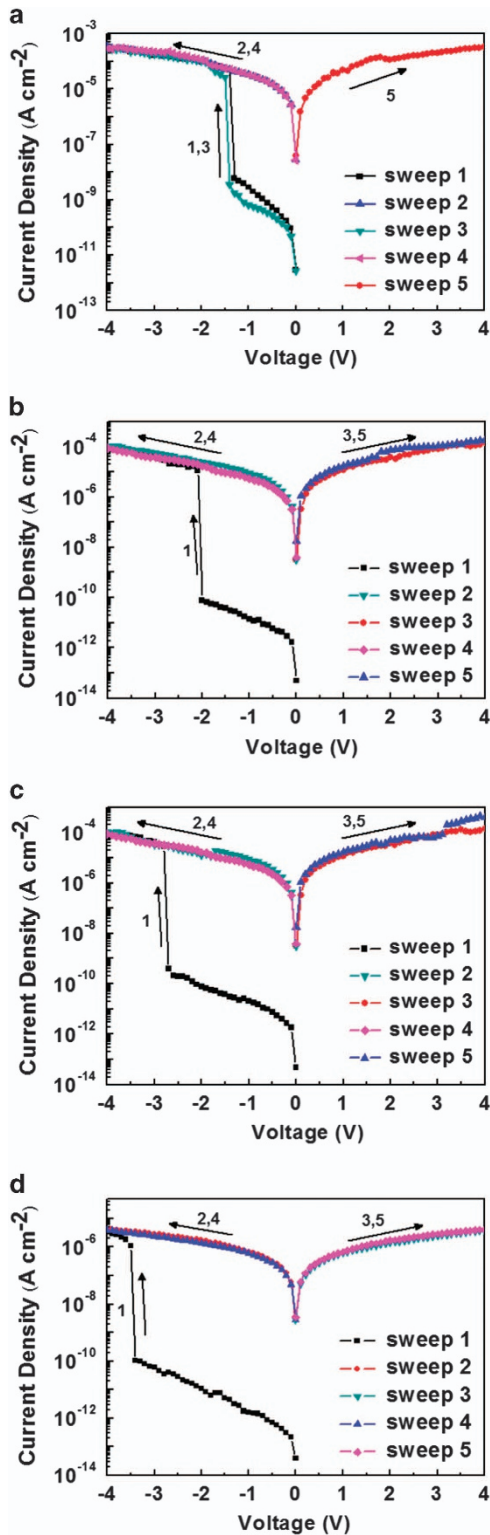 a
Current Density (A cm⁻²)
10⁻³
10⁻⁵
10⁻⁷
10⁻⁹
10⁻¹¹
10⁻¹³
2,4
1,3
5
sweep 1
sweep 2
sweep 3
sweep 4
sweep 5
-4 -3 -2 -1 0 1 2 3 4
Voltage (V)
b
Current Density (A cm⁻²)
10⁻⁴
10⁻⁶
10⁻⁸
10⁻¹⁰
10⁻¹²
10⁻¹⁴
2,4
3,5
1
sweep 1
sweep 2
sweep 3
sweep 4
sweep 5
-4 -3 -2 -1 0 1 2 3 4
Voltage (V)
c
Current Density (A cm⁻²)
10⁻⁴
10⁻⁶
10⁻⁸
10⁻¹⁰
10⁻¹²
10⁻¹⁴
2,4
3,5
1
sweep 1
sweep 2
sweep 3
sweep 4
sweep 5
-4 -3 -2 -1 0 1 2 3 4
Voltage (V)
d
Current Density (A cm⁻²)
10⁻⁶
10⁻⁸
10⁻¹⁰
10⁻¹²
10⁻¹⁴
2,4
3,5
1
sweep 1
sweep 2
sweep 3
sweep 4
sweep 5
-4 -3 -2 -1 0 1 2 3 4
Voltage (V)